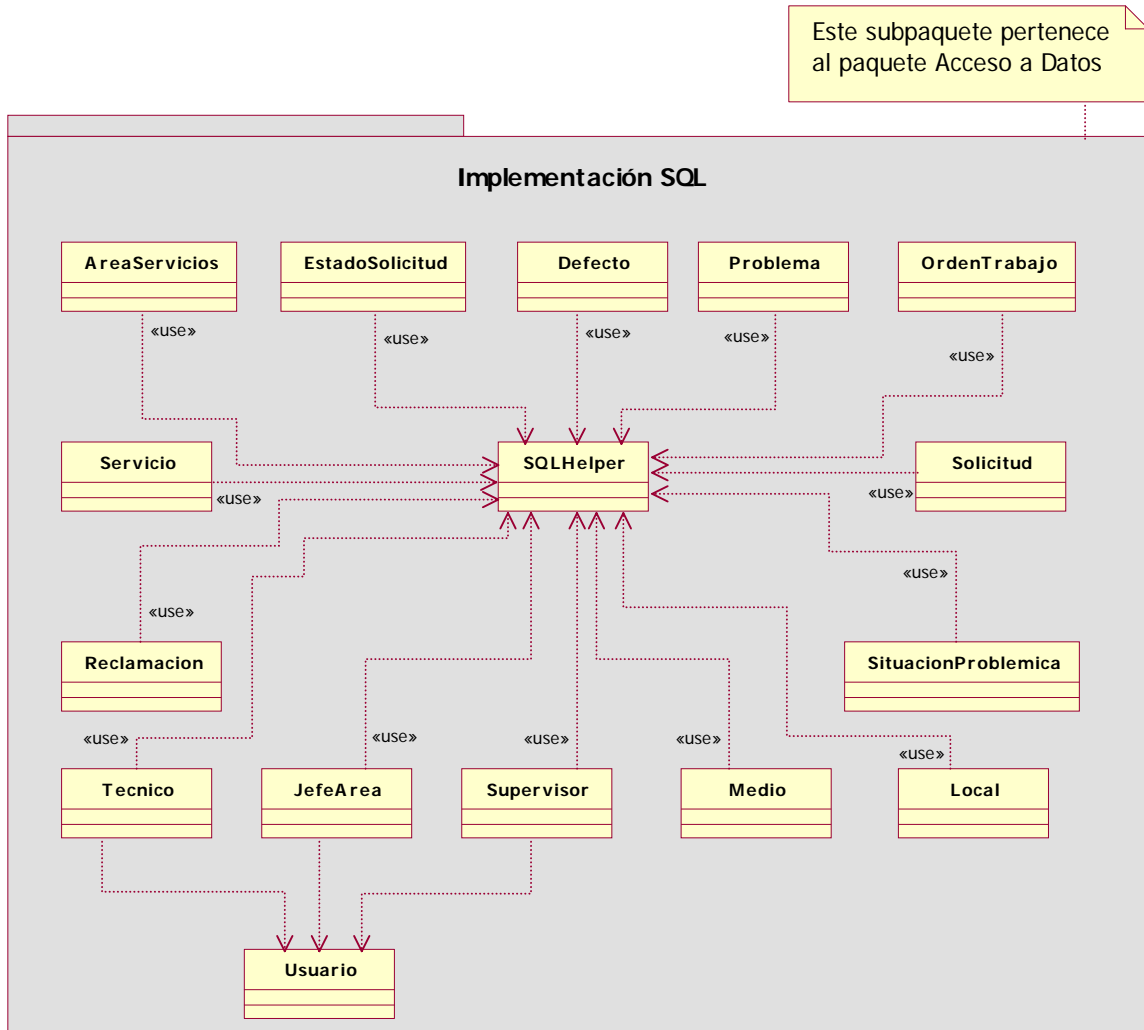 Este subpaquete pertenece
al paquete Acceso a Datos
Implementación SQL
AreaServicios
EstadoSolicitud
Defecto
Problema
OrdenTrabajo
«use»
«use»
«use»
«use»
«use»
Servicio
SQLHelper
Solicitud
«use»
«use»
«use»
«use»
Reclamacion
SituacionProblemica
«use»
«use»
«use»
«use»
«use»
Tecnico
JefeArea
Supervisor
Medio
Local
Usuario